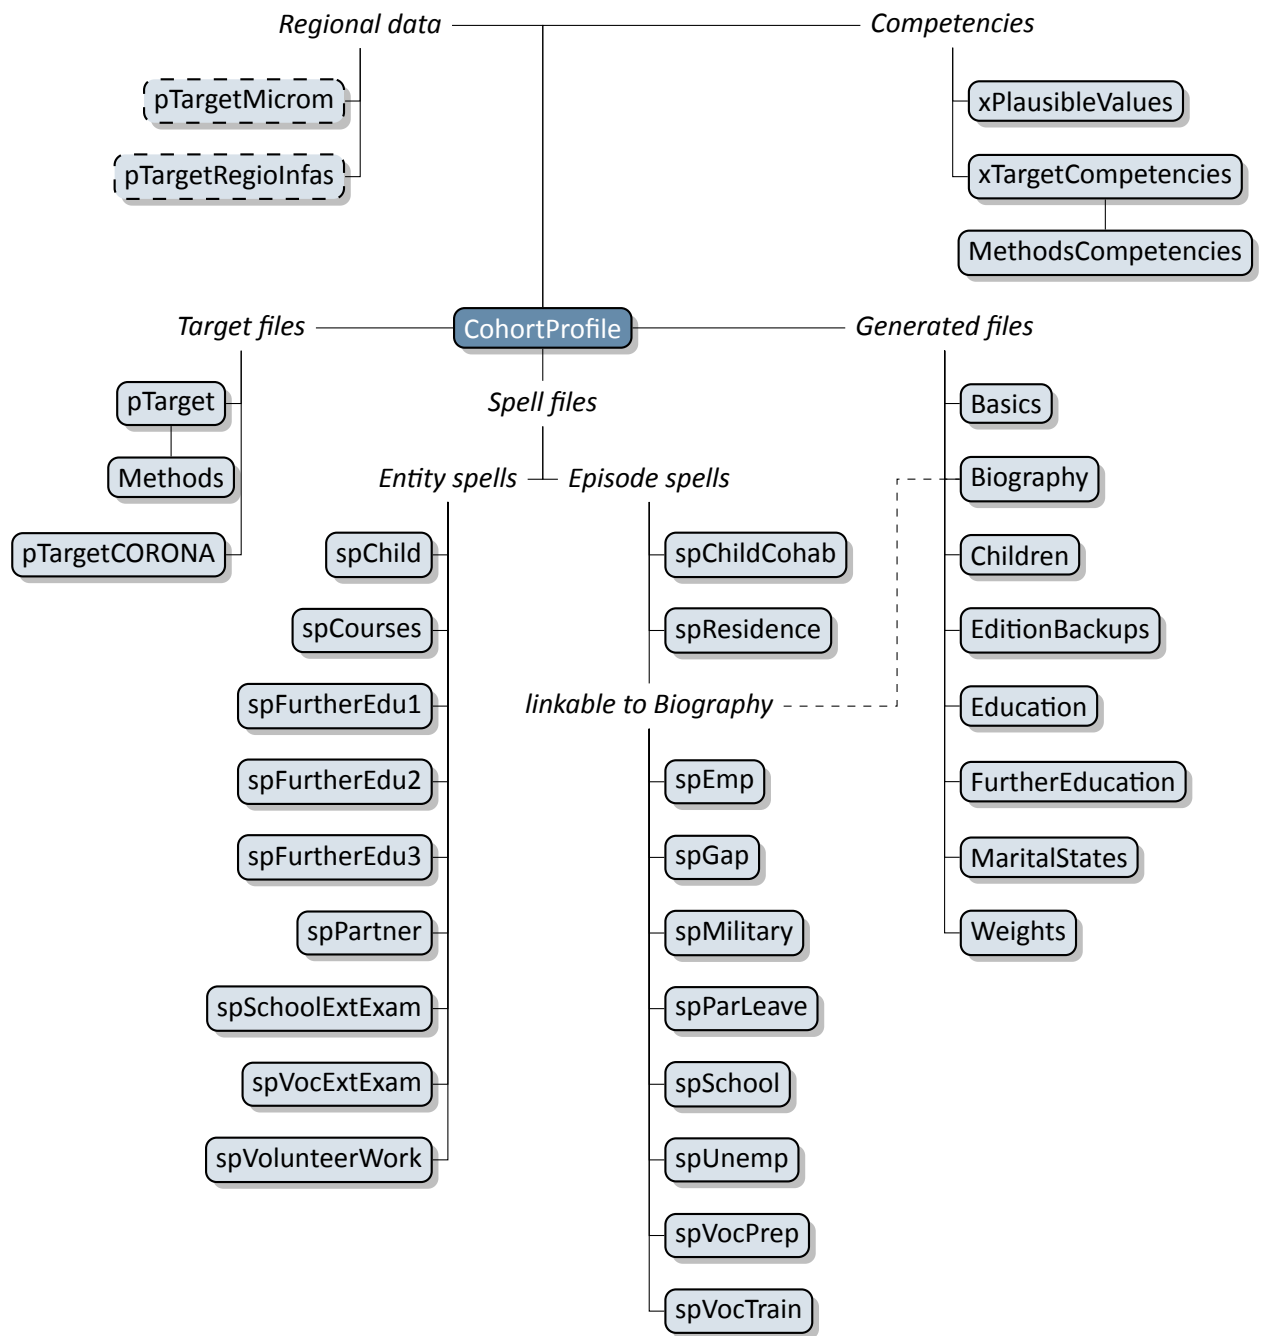 Regional data
Competencies
pTargetMicrom
xPlausibleValues
pTargetRegioInfas
xTargetCompetencies
MethodsCompetencies
Target files
CohortProfile
Generated files
pTarget
Spell files
Basics
Methods
Entity spells
Episode spells
Biography
pTargetCORONA
spChild
spChildCohab
Children
spCourses
spResidence
EditionBackups
spFurtherEdu1
linkable to Biography
Education
spFurtherEdu2
spEmp
FurtherEducation
spFurtherEdu3
spGap
MaritalStates
spPartner
spMilitary
Weights
spSchoolExtExam
spParLeave
spVocExtExam
spSchool
spVolunteerWork
spUnemp
spVocPrep
spVocTrain